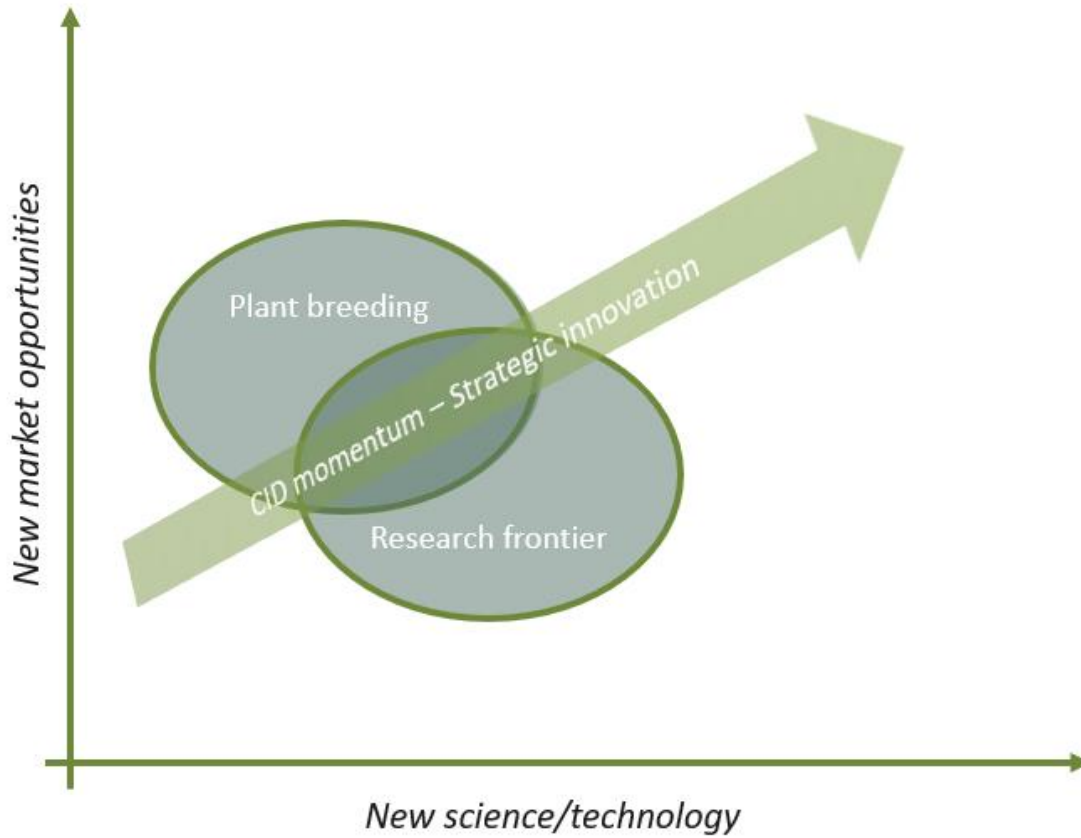 New market opportunities
Plant breeding
CID momentum – Strategic innovation
Research frontier
New science/technology